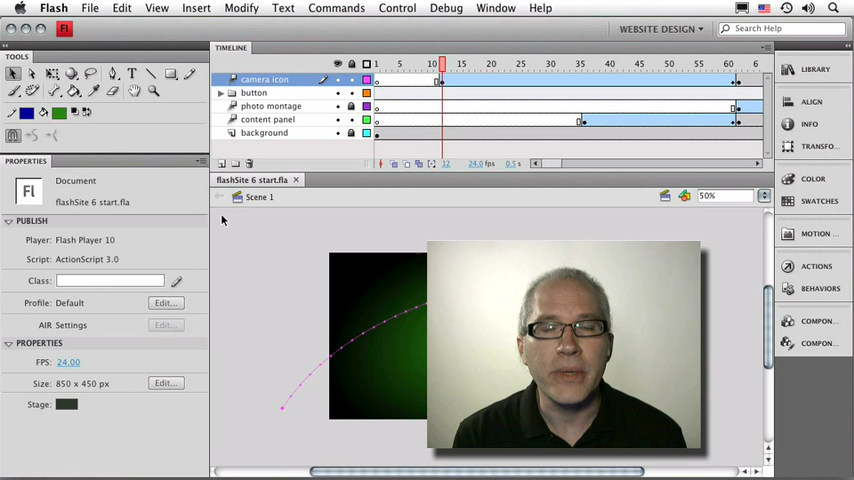 Flash File Edit View Insert Modify Text Commands Control Debug Window Help
Fl WEBSITE DESIGN Search Help
TOOLS
TIMELINE
1 5 10 15 20 25 30 35 40 45 50 55 60 65
camera icon
button
photo montage
content panel
background
12 24.0 fps 0.5 s
PROPERTIES
Fl Document
flashSite 6 start.fla
PUBLISH
Player: Flash Player 10
Script: ActionScript 3.0
Class:
Profile: Default Edit...
AIR Settings Edit...
PROPERTIES
FPS: 24.00
Size: 850 x 450 px Edit...
Stage:
flashSite 6 start.fla
Scene 1 50%
LIBRARY
ALIGN
INFO
TRANSFO...
COLOR
SWATCHES
MOTION ...
ACTIONS
BEHAVIORS
COMPON...
COMPON...